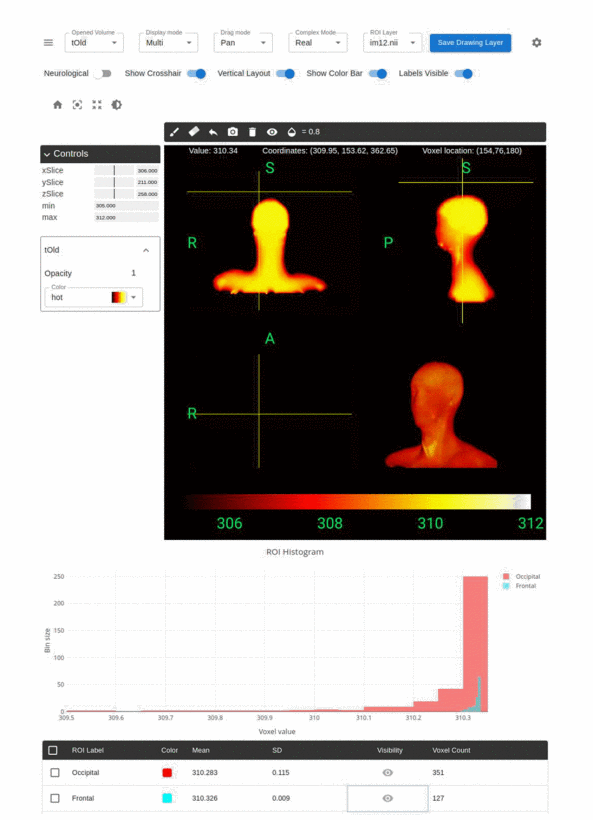 Opened Volume Display mode Drag mode Complex Mode ROI Layer
tOld Multi Pan Real im12.nii Save Drawing Layer
Neurological Show Crosshair Vertical Layout Show Color Bar Labels Visible
= 0.8
Controls
xSlice 306.000
ySlice 211.000
zSlice 259.000
min 305.000
max 312.000
tOld
Opacity 1
Color
hot
Value: 310.34 Coordinates: (309.95, 153.62, 362.65) Voxel location: (154,76,180)
S S
R P
A
R
306 308 310 312
ROI Histogram
250
200
150
100
50
0
Bin size
309.5 309.6 309.7 309.8 309.9 310 310.1 310.2 310.3
Voxel value
Occipital
Frontal
ROI Label Color Mean SD Visibility Voxel Count
Occipital 310.283 0.115 351
Frontal 310.326 0.009 127